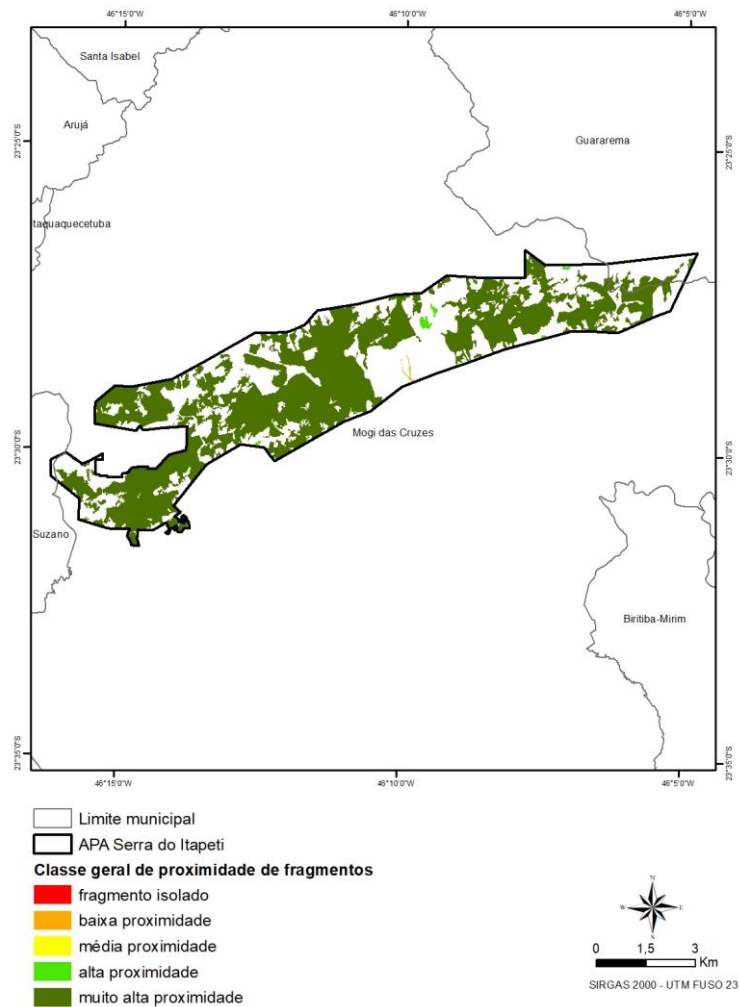 46°15'0"W
46°10'0"W
46°5'0"W
Santa Isabel
Arujá
23°25'0"S
Guararema
23°25'0"S
Itaquaquecetuba
Mogi das Cruzes
23°30'0"S
23°30'0"S
Suzano
Biritiba-Mirim
23°35'0"S
23°35'0"S
46°15'0"W
46°10'0"W
46°5'0"W
Limite municipal
APA Serra do Itapeti
Classe geral de proximidade de fragmentos
fragmento isolado
baixa proximidade
média proximidade
alta proximidade
muito alta proximidade
N
W
E
S
0
1,5
3
Km
SIRGAS 2000 - UTM FUSO 23